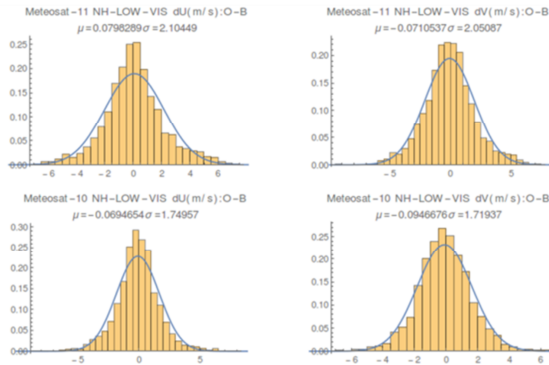 Meteosat-11 NH-LOW-VIS dU(m/s):O-B
μ=0.0798289σ=2.10449
0.25
0.20
0.15
0.10
0.05
0.00
-6 -4 -2 0 2 4 6
Meteosat-11 NH-LOW-VIS dV(m/s):O-B
μ=-0.0710537σ=2.05087
0.20
0.15
0.10
0.05
0.00
-5 0 5
Meteosat-10 NH-LOW-VIS dU(m/s):O-B
μ=-0.0694654σ=1.74957
0.30
0.25
0.20
0.15
0.10
0.05
0.00
-5 0 5
Meteosat-10 NH-LOW-VIS dV(m/s):O-B
μ=-0.0946676σ=1.71937
0.25
0.20
0.15
0.10
0.05
0.00
-6 -4 -2 0 2 4 6